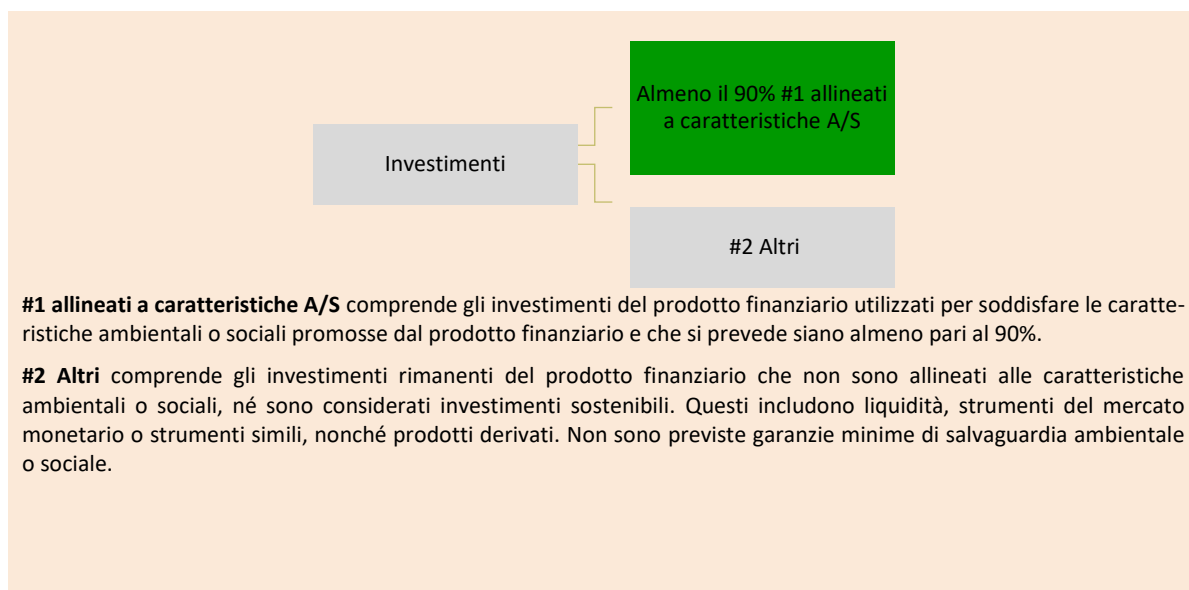 Almeno il 90% #1 allineati
a caratteristiche A/S
Investimenti
#2 Altri
#1 allineati a caratteristiche A/S comprende gli investimenti del prodotto finanziario utilizzati per soddisfare le caratte-
ristiche ambientali o sociali promosse dal prodotto finanziario e che si prevede siano almeno pari al 90%.
#2 Altri comprende gli investimenti rimanenti del prodotto finanziario che non sono allineati alle caratteristiche
ambientali o sociali, né sono considerati investimenti sostenibili. Questi includono liquidità, strumenti del mercato
monetario o strumenti simili, nonché prodotti derivati. Non sono previste garanzie minime di salvaguardia ambientale
o sociale.